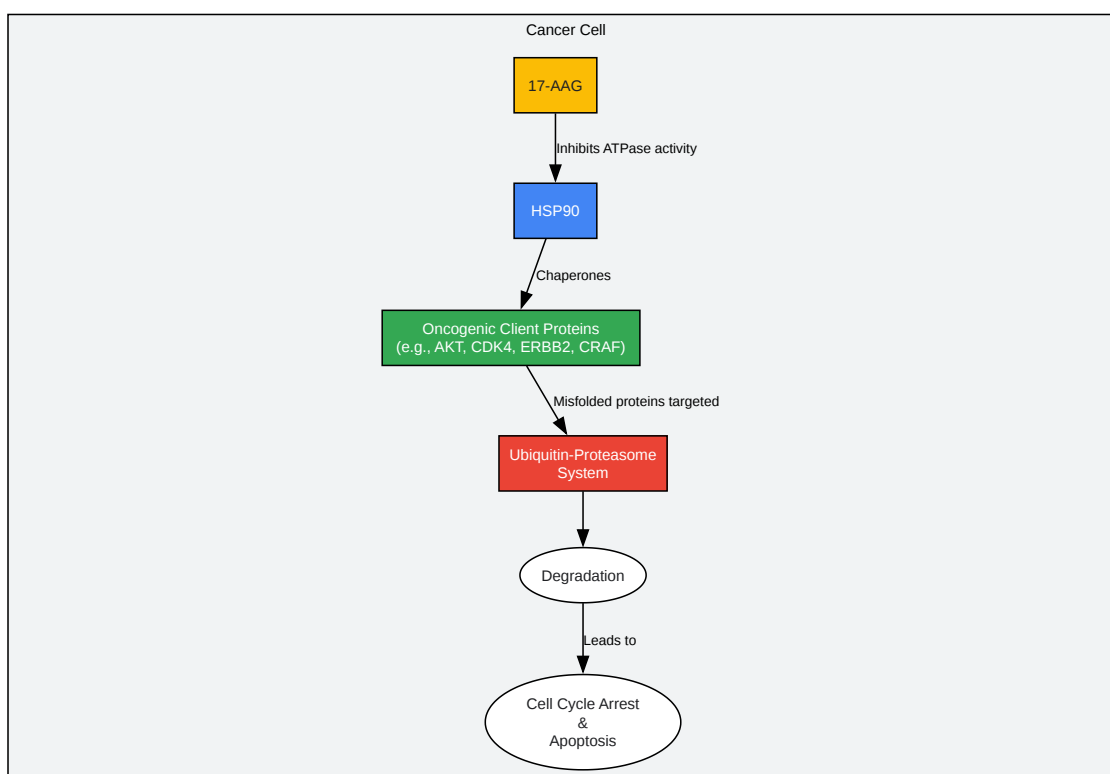 Cancer Cell
17-AAG
Inhibits ATPase activity
HSP90
Chaperones
Oncogenic Client Proteins
(e.g., AKT, CDK4, ERBB2, CRAF)
Misfolded proteins targeted
Ubiquitin-Proteasome
System
Degradation
Leads to
Cell Cycle Arrest
&
Apoptosis